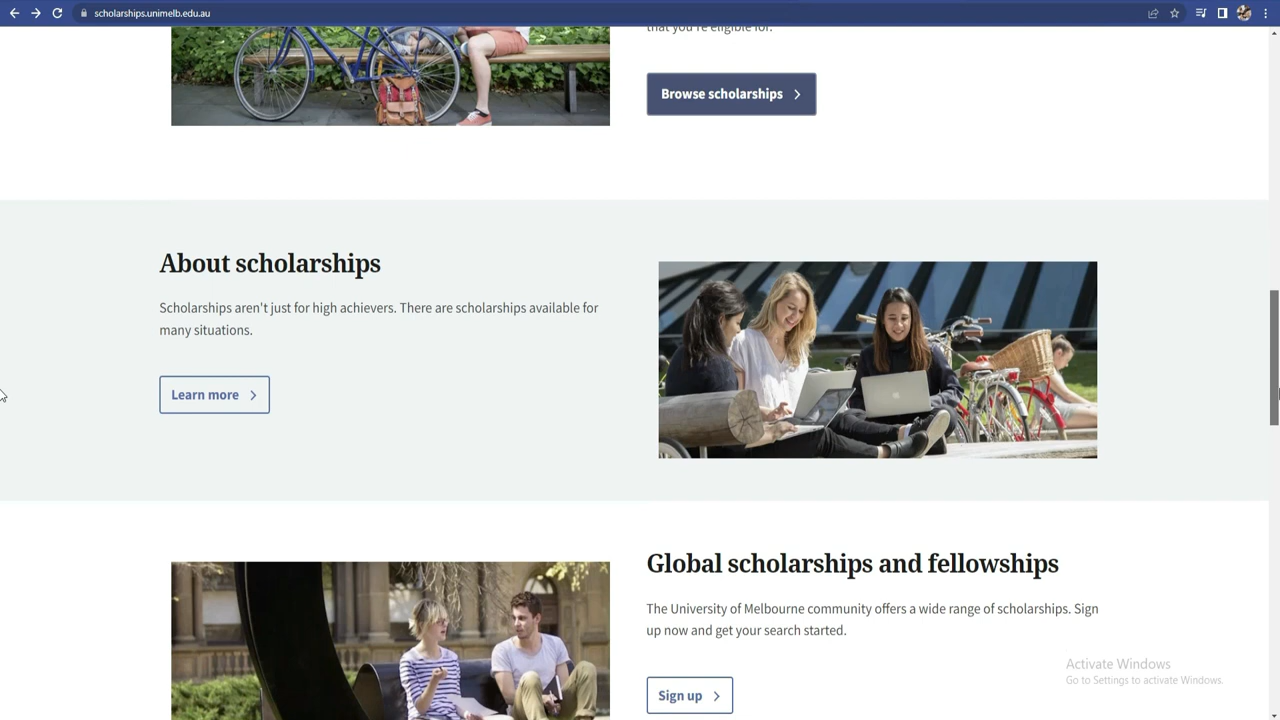 scholarships.unimelb.edu.au
that you're eligible for.
Browse scholarships
About scholarships
Scholarships aren't just for high achievers. There are scholarships available for
many situations.
Learn more
Global scholarships and fellowships
The University of Melbourne community offers a wide range of scholarships. Sign
up now and get your search started.
Sign up
Activate Windows
Go to Settings to activate Windows.